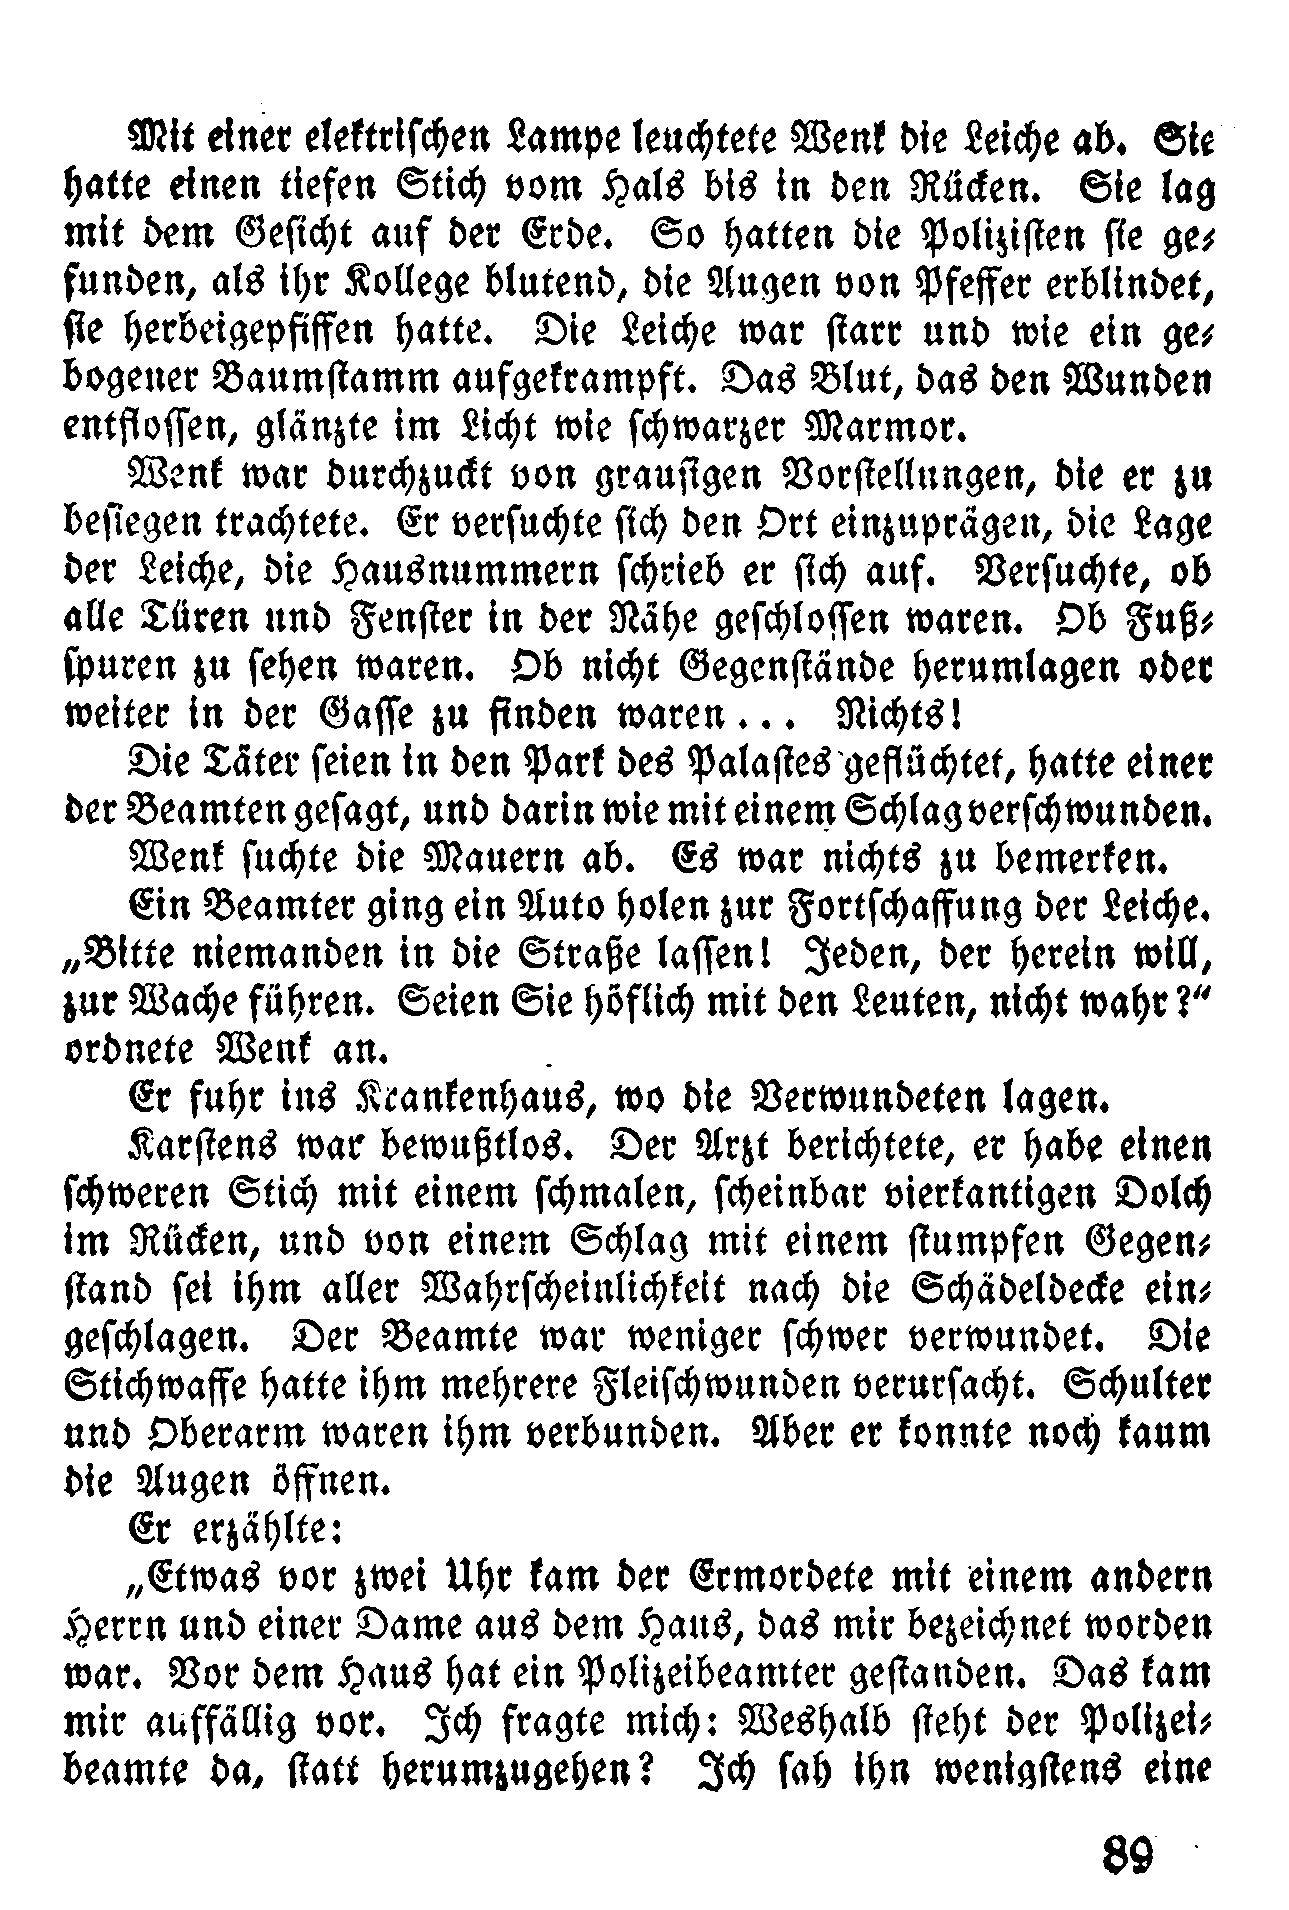 Mit einer elektrischen Lampe leuchtete Wenk die Leiche ab. Sie
hatte einen tiefen Stich vom Hals bis in den Rücken. Sie lag
mit dem Gesicht auf der Erde. So hatten die Polizisten sie ge-
funden, als ihr Kollege blutend, die Augen von Pfeffer erblindet,
sie herbeigepfiffen hatte. Die Leiche war starr und wie ein ge-
bogener Baumstamm aufgekrampft. Das Blut, das den Wunden
entflossen, glänzte im Licht wie schwarzer Marmor.
Wenk war durchzuckt von grausigen Vorstellungen, die er zu
besiegen trachtete. Er versuchte sich den Ort einzuprägen, die Lage
der Leiche, die Hausnummern schrieb er sich auf. Versuchte, ob
alle Türen und Fenster in der Nähe geschlossen waren. Ob Fuß-
spuren zu sehen waren. Ob nicht Gegenstände herumlagen oder
weiter in der Gasse zu finden waren ... Nichts!
Die Täter seien in den Park des Palastes geflüchtet, hatte einer
der Beamten gesagt, und darin wie mit einem Schlag verschwunden.
Wenk suchte die Mauern ab. Es war nichts zu bemerken.
Ein Beamter ging ein Auto holen zur Fortschaffung der Leiche.
„Bitte niemanden in die Straße lassen! Jeden, der herein will,
zur Wache führen. Seien Sie höflich mit den Leuten, nicht wahr?“
ordnete Wenk an.
Er fuhr ins Krankenhaus, wo die Verwundeten lagen.
Karstens war bewußtlos. Der Arzt berichtete, er habe einen
schweren Stich mit einem schmalen, scheinbar vierkantigen Dolch
im Rücken, und von einem Schlag mit einem stumpfen Gegen-
stand sei ihm aller Wahrscheinlichkeit nach die Schädeldecke ein-
geschlagen. Der Beamte war weniger schwer verwundet. Die
Stichwaffe hatte ihm mehrere Fleischwunden verursacht. Schulter
und Oberarm waren ihm verbunden. Aber er konnte noch kaum
die Augen öffnen.
Er erzählte:
„Etwas vor zwei Uhr kam der Ermordete mit einem andern
Herrn und einer Dame aus dem Haus, das mir bezeichnet worden
war. Vor dem Haus hat ein Polizeibeamter gestanden. Das kam
mir auffällig vor. Ich fragte mich: Weshalb steht der Polizei-
beamte da, statt herumzugehen? Ich sah ihn wenigstens eine
89